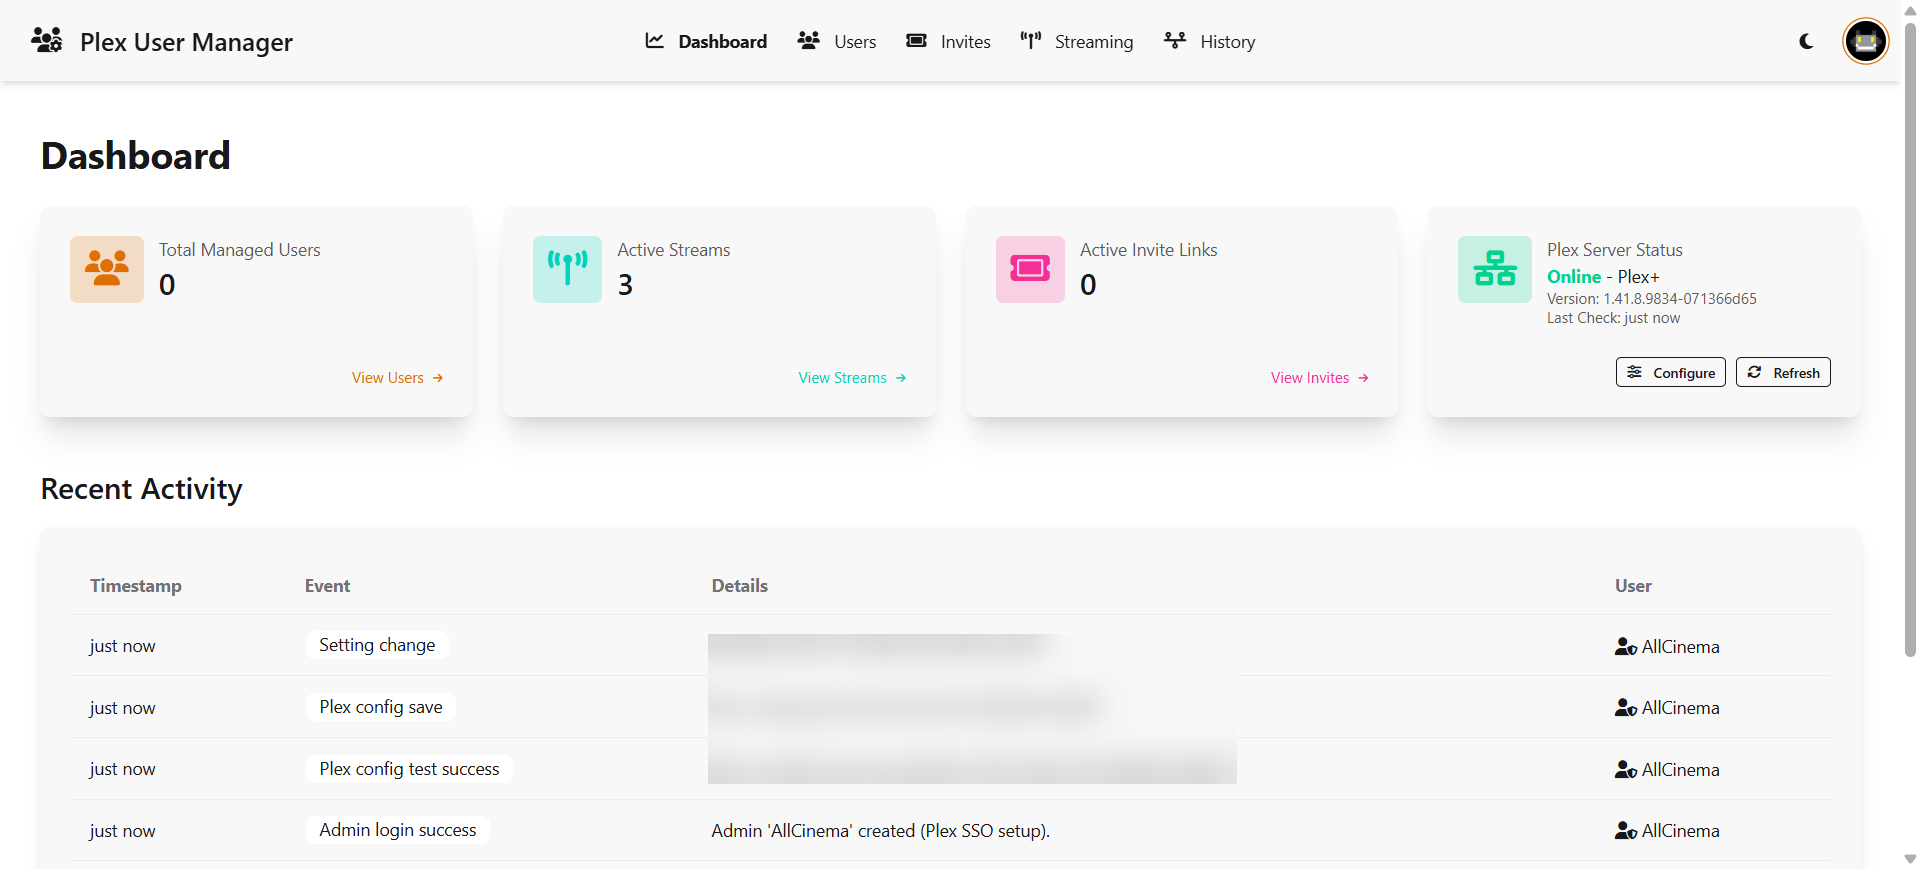 Plex User Manager
Dashboard
Users
Invites
Streaming
History
Dashboard
Total Managed Users
0
View Users →
Active Streams
3
View Streams →
Active Invite Links
0
View Invites →
Plex Server Status
Online - Plex+
Version: 1.41.8.9834-071366d65
Last Check: just now
Configure
Refresh
Recent Activity
Timestamp Event Details User
just now Setting change AllCinema
just now Plex config save AllCinema
just now Plex config test success AllCinema
just now Admin login success Admin 'AllCinema' created (Plex SSO setup). AllCinema